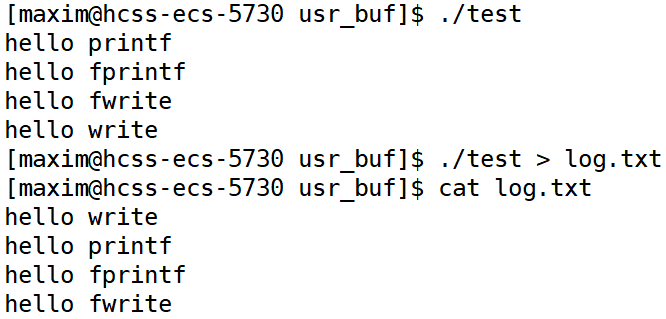 [maxim@hcss-ecs-5730 usr_buf]$ ./test
hello printf
hello fprintf
hello fwrite
hello write
[maxim@hcss-ecs-5730 usr_buf]$ ./test > log.txt
[maxim@hcss-ecs-5730 usr_buf]$ cat log.txt
hello write
hello printf
hello fprintf
hello fwrite